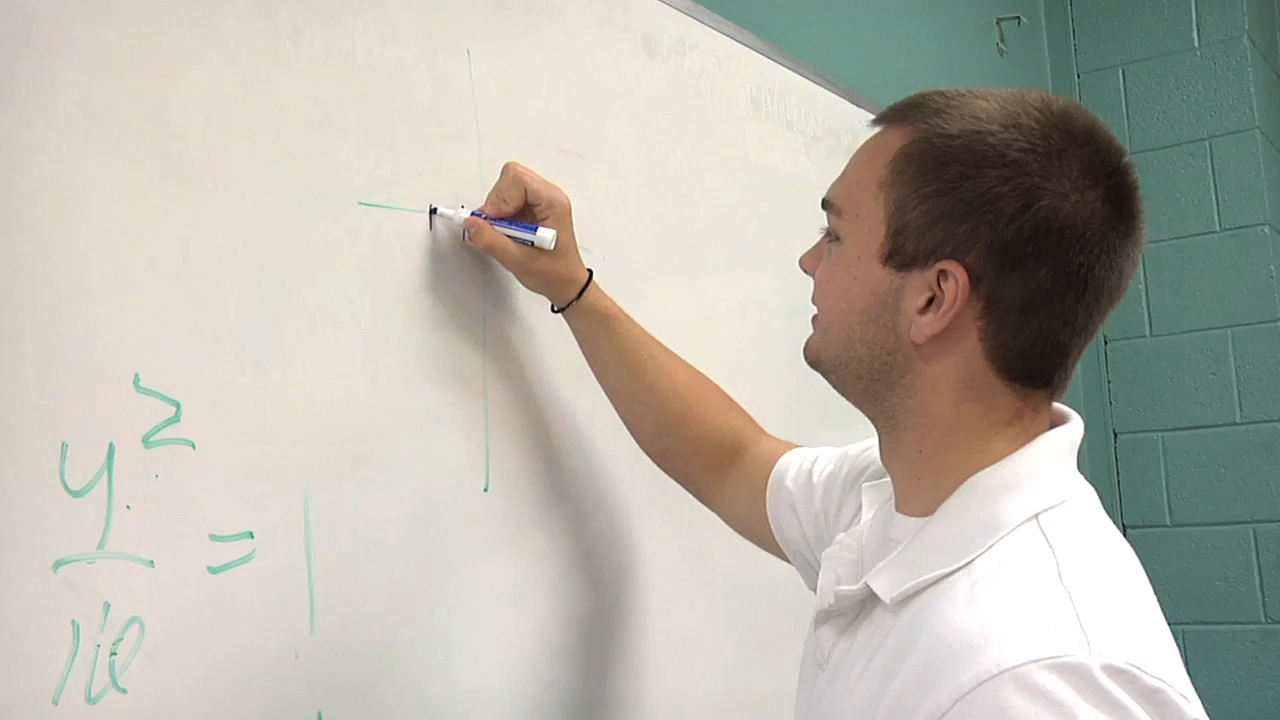 y²
― = 1
16